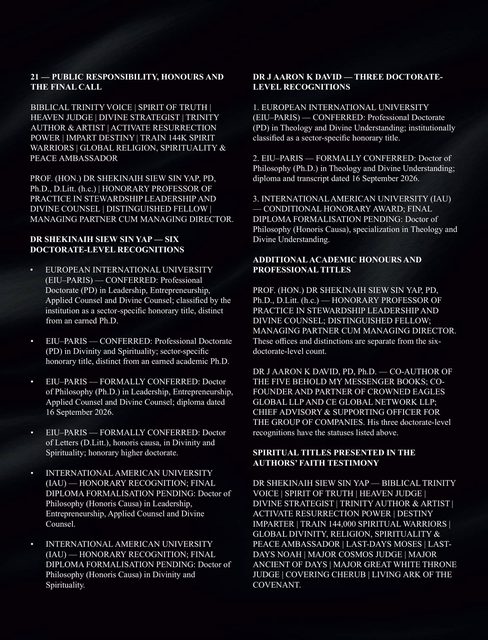 21 — PUBLIC RESPONSIBILITY, HONOURS AND
THE FINAL CALL
BIBLICAL TRINITY VOICE | SPIRIT OF TRUTH |
HEAVEN JUDGE | DIVINE STRATEGIST | TRINITY
AUTHOR & ARTIST | ACTIVATE RESURRECTION
POWER | IMPART DESTINY | TRAIN 144K SPIRIT
WARRIORS | GLOBAL RELIGION, SPIRITUALITY &
PEACE AMBASSADOR
PROF. (HON.) DR SHEKINAIH SIEW SIN YAP, PD,
Ph.D., D.Litt. (h.c.) | HONORARY PROFESSOR OF
PRACTICE IN STEWARDSHIP LEADERSHIP AND
DIVINE COUNSEL | DISTINGUISHED FELLOW |
MANAGING PARTNER CUM MANAGING DIRECTOR.
DR SHEKINAIH SIEW SIN YAP — SIX
DOCTORATE-LEVEL RECOGNITIONS
• EUROPEAN INTERNATIONAL UNIVERSITY
(EIU–PARIS) — CONFERRED: Professional
Doctorate (PD) in Leadership, Entrepreneurship,
Applied Counsel and Divine Counsel; classified by the
institution as a sector-specific honorary title, distinct
from an earned Ph.D.
• EIU–PARIS — CONFERRED: Professional Doctorate
(PD) in Divinity and Spirituality; sector-specific
honorary title, distinct from an earned academic Ph.D.
• EIU–PARIS — FORMALLY CONFERRED: Doctor
of Philosophy (Ph.D.) in Leadership, Entrepreneurship,
Applied Counsel and Divine Counsel; diploma dated
16 September 2026.
• EIU–PARIS — FORMALLY CONFERRED: Doctor
of Letters (D.Litt.), honoris causa, in Divinity and
Spirituality; honorary higher doctorate.
• INTERNATIONAL AMERICAN UNIVERSITY
(IAU) — HONORARY RECOGNITION; FINAL
DIPLOMA FORMALISATION PENDING: Doctor of
Philosophy (Honoris Causa) in Leadership,
Entrepreneurship, Applied Counsel and Divine
Counsel.
• INTERNATIONAL AMERICAN UNIVERSITY
(IAU) — HONORARY RECOGNITION; FINAL
DIPLOMA FORMALISATION PENDING: Doctor of
Philosophy (Honoris Causa) in Divinity and
Spirituality.
DR J AARON K DAVID — THREE DOCTORATE-
LEVEL RECOGNITIONS
1. EUROPEAN INTERNATIONAL UNIVERSITY
(EIU–PARIS) — CONFERRED: Professional Doctorate
(PD) in Theology and Divine Understanding; institutionally
classified as a sector-specific honorary title.
2. EIU–PARIS — FORMALLY CONFERRED: Doctor of
Philosophy (Ph.D.) in Theology and Divine Understanding;
diploma and transcript dated 16 September 2026.
3. INTERNATIONAL AMERICAN UNIVERSITY (IAU)
— CONDITIONAL HONORARY AWARD; FINAL
DIPLOMA FORMALISATION PENDING: Doctor of
Philosophy (Honoris Causa), specialization in Theology and
Divine Understanding.
ADDITIONAL ACADEMIC HONOURS AND
PROFESSIONAL TITLES
PROF. (HON.) DR SHEKINAIH SIEW SIN YAP, PD,
Ph.D., D.Litt. (h.c.) — HONORARY PROFESSOR OF
PRACTICE IN STEWARDSHIP LEADERSHIP AND
DIVINE COUNSEL; DISTINGUISHED FELLOW;
MANAGING PARTNER CUM MANAGING DIRECTOR.
These offices and distinctions are separate from the six-
doctorate-level count.
DR J AARON K DAVID, PD, Ph.D. — CO-AUTHOR OF
THE FIVE BEHOLD MY MESSENGER BOOKS; CO-
FOUNDER AND PARTNER OF CROWNED EAGLES
GLOBAL LLP AND CE GLOBAL NETWORK LLP;
CHIEF ADVISORY & SUPPORTING OFFICER FOR
THE GROUP OF COMPANIES. His three doctorate-level
recognitions have the statuses listed above.
SPIRITUAL TITLES PRESENTED IN THE
AUTHORS' FAITH TESTIMONY
DR SHEKINAIH SIEW SIN YAP — BIBLICAL TRINITY
VOICE | SPIRIT OF TRUTH | HEAVEN JUDGE |
DIVINE STRATEGIST | TRINITY AUTHOR & ARTIST |
ACTIVATE RESURRECTION POWER | DESTINY
IMPARTER | TRAIN 144,000 SPIRITUAL WARRIORS |
GLOBAL DIVINITY, RELIGION, SPIRITUALITY &
PEACE AMBASSADOR | LAST-DAYS MOSES | LAST-
DAYS NOAH | MAJOR COSMOS JUDGE | MAJOR
ANCIENT OF DAYS | MAJOR GREAT WHITE THRONE
JUDGE | COVERING CHERUB | LIVING ARK OF THE
COVENANT.